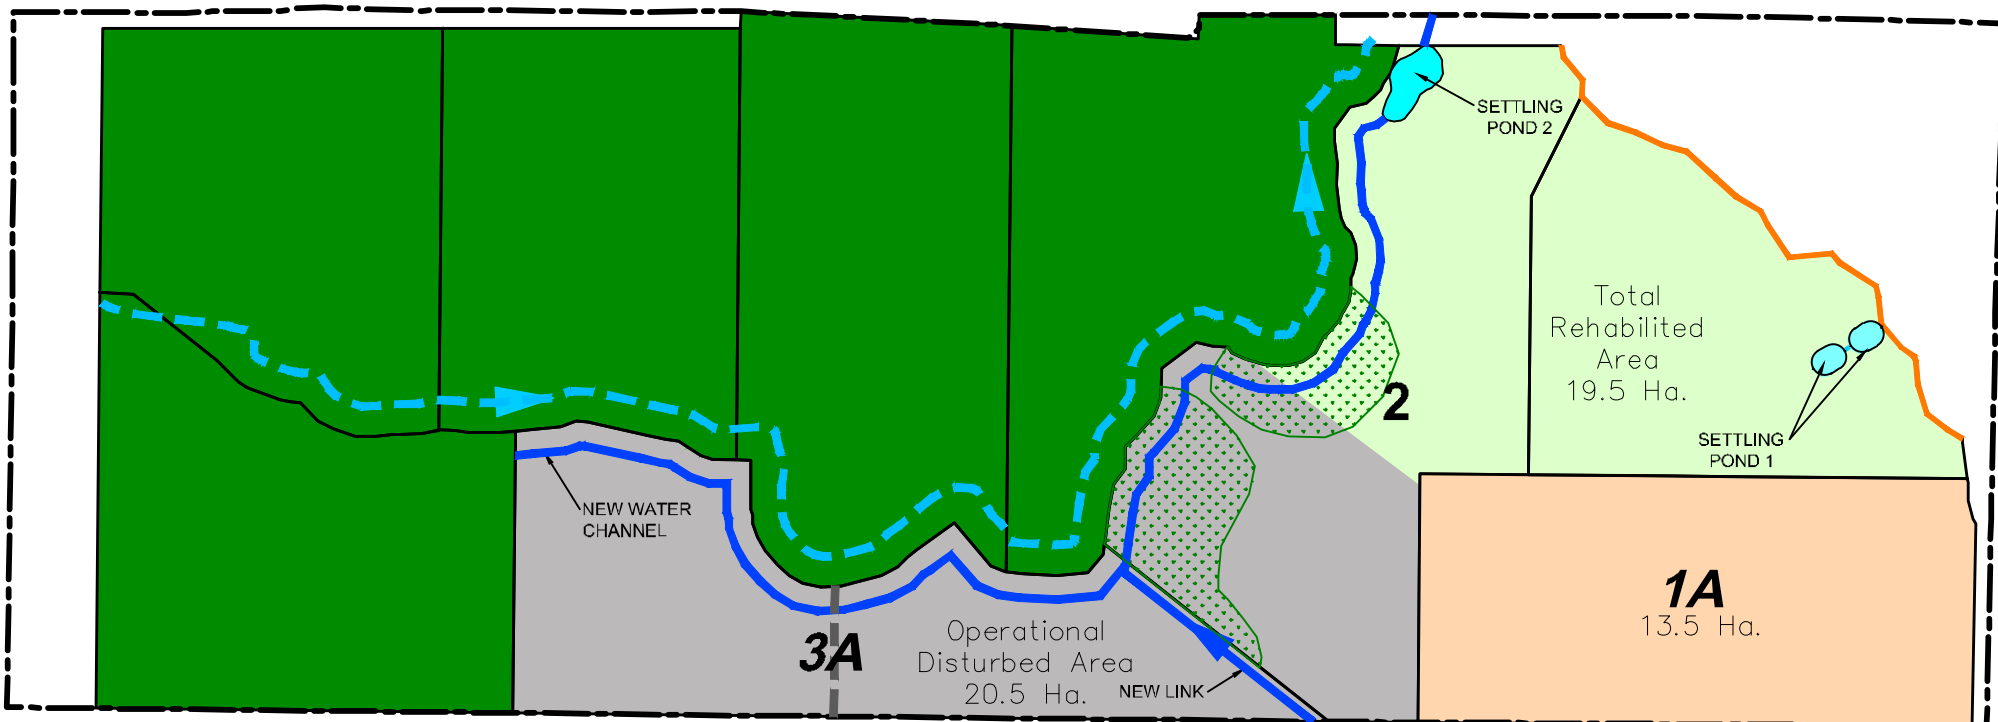 SETTLING
POND 2
Total
Rehabilited
Area
19.5 Ha.
2
SETTLING
POND 1
NEW WATER
CHANNEL
1A
13.5 Ha.
3A
Operational
Disturbed Area
20.5 Ha.
NEW LINK